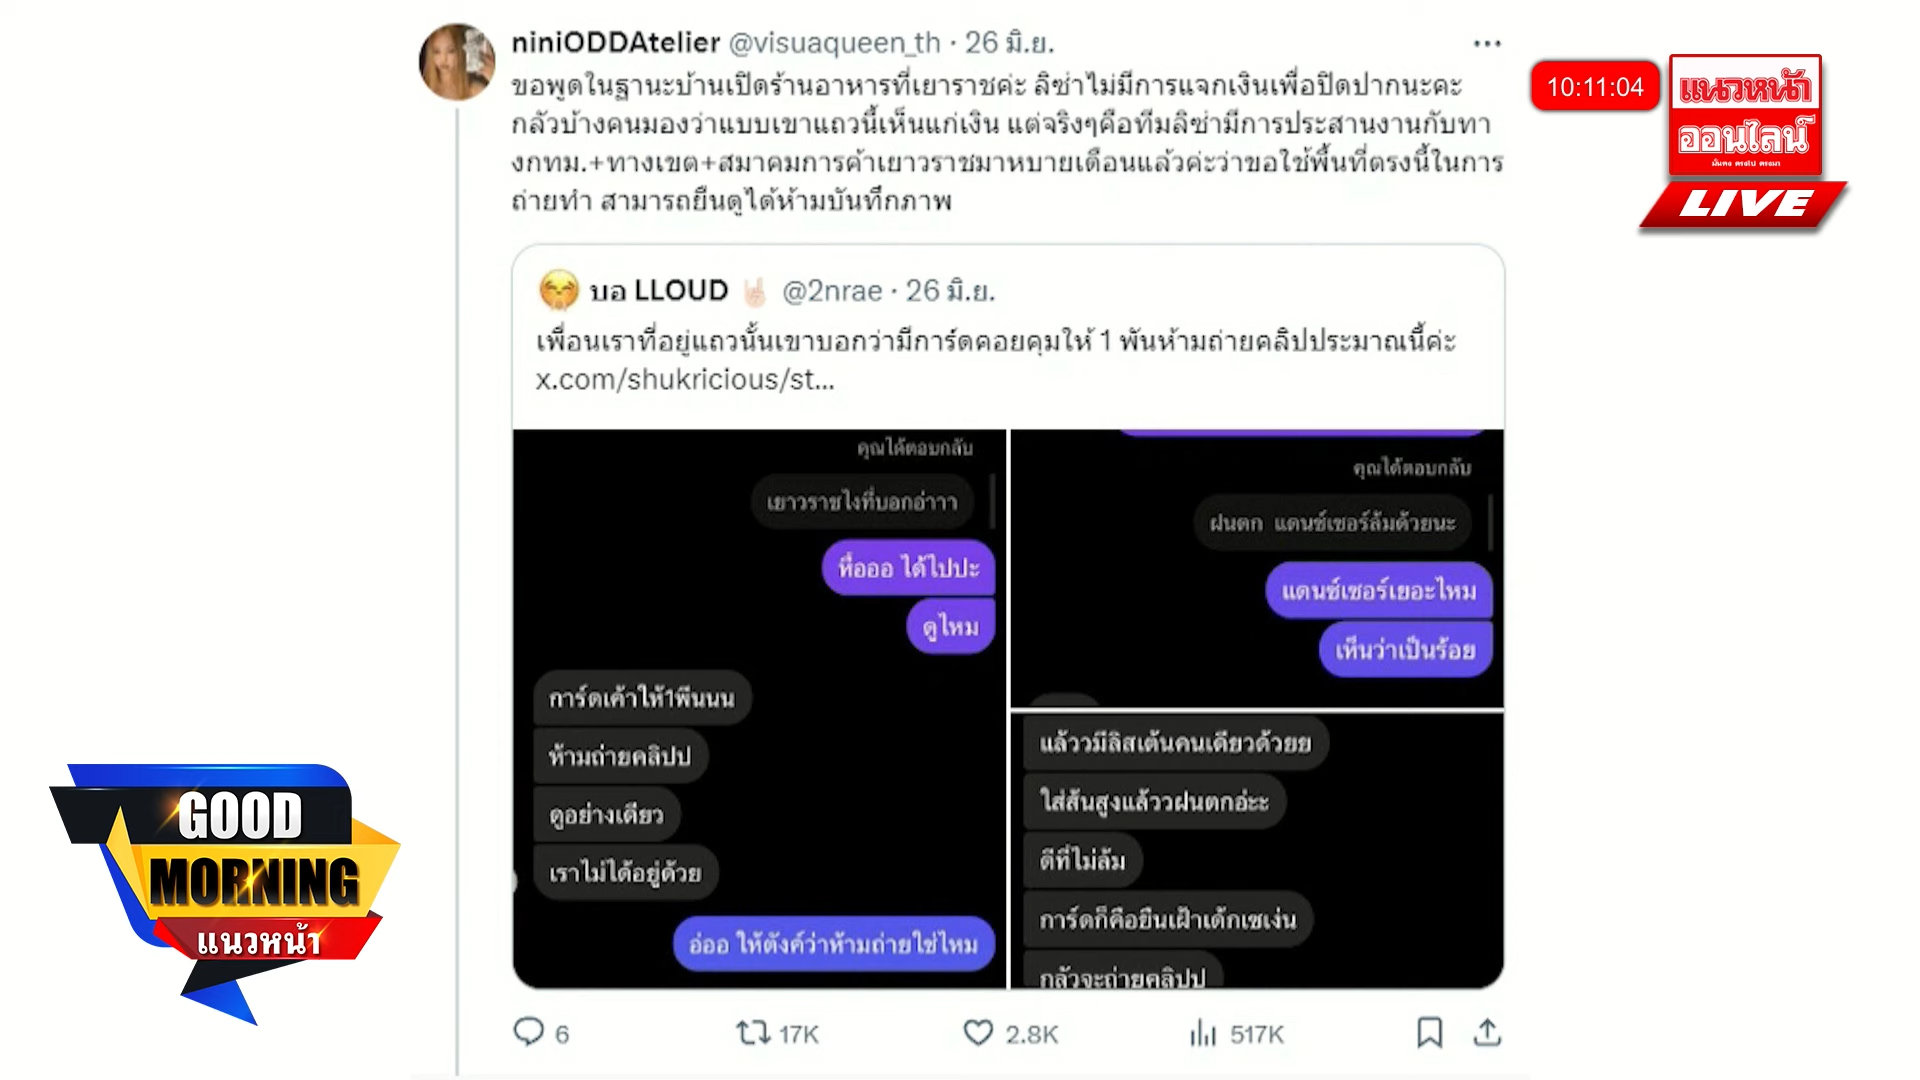 niniODDAtelier @visuaqueen_th · 26 มิ.ย.
ขอพูดในฐานะบ้านเปิดร้านอาหารที่เยาราชค่ะ ลิซ่าไม่มีการแจกเงินเพื่อปิดปากนะคะ
กลัวบ้างคนมองว่าแบบเขาแถวนี้เห็นแก่เงิน แต่จริงๆคือทีมลิซ่ามีการประสานงานกับทา
งกทม.+ทางเขต+สมาคมการค้าเยาวราชมาหบายเดือนแล้วค่ะว่าขอใช้พื้นที่ตรงนี้ในการ
ถ่ายทำ สามารถยืนดูได้ห้ามบันทึกภาพ
10:11:04
แนวหน้า
ออนไลน์
มั่นคง ตรงไป ตรงมา
LIVE
บอ LLOUD @2nrae · 26 มิ.ย.
เพื่อนเราที่อยู่แถวนั้นเขาบอกว่ามีการ์ดคอยคุมให้ 1 พันห้ามถ่ายคลิปประมาณนี้ค่ะ
x.com/shukricious/st...
คุณได้ตอบกลับ
เยาวราชไงที่บอกอ่าาา
หื้อออ ได้ไปปะ
ดูไหม
การ์ดเค้าให้1พีนนน
ห้ามถ่ายคลิปป
ดูอย่างเดียว
เราไม่ได้อยู่ด้วย
อ่ออ ให้ตังค์ว่าห้ามถ่ายใช่ไหม
คุณได้ตอบกลับ
ฝนตก แดนซ์เซอร์ล้มด้วยนะ
แดนซ์เซอร์เยอะไหม
เห็นว่าเป็นร้อย
แล้ววมีลิสเต้นคนเดียวด้วยย
ใส่ส้นสูงแล้ววฝนตกอ่ะะ
ดีที่ไม่ล้ม
การ์ดก็คือยืนเฝ้าเด็กเซเง่น
กลัวจะถ่ายคลิปป
6
17K
2.8K
517K
GOOD
MORNING
แนวหน้า